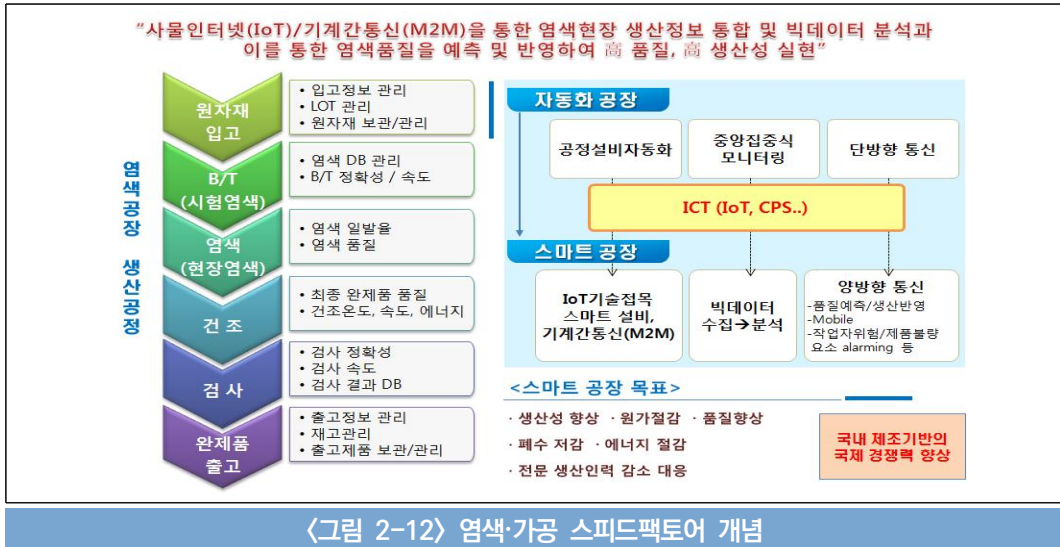 "사물인터넷(IoT)/기계간통신(M2M)을 통한 염색현장 생산정보 통합 및 빅데이터 분석과
이를 통한 염색품질을 예측 및 반영하여 高 품질, 高 생산성 실현"
염색공장 생산공정
원자재
입고
• 입고정보 관리
• LOT 관리
• 원자재 보관/관리
B/T
(시험염색)
• 염색 DB 관리
• B/T 정확성 / 속도
염색
(현장염색)
• 염색 일발율
• 염색 품질
건 조
• 최종 완제품 품질
• 건조온도, 속도, 에너지
검 사
• 검사 정확성
• 검사 속도
• 검사 결과 DB
완제품
출고
• 출고정보 관리
• 재고관리
• 출고제품 보관/관리
자동화 공장
공정설비자동화
중앙집중식
모니터링
단방향 통신
ICT (IoT, CPS..)
스마트 공장
IoT기술접목
스마트 설비,
기계간통신(M2M)
빅데이터
수집→분석
양방향 통신
-품질예측/생산반영
-Mobile
-작업자위험/제품불량
요소 alarming 등
<스마트 공장 목표>
· 생산성 향상 · 원가절감 · 품질향상
· 폐수 저감 · 에너지 절감
· 전문 생산인력 감소 대응
국내 제조기반의
국제 경쟁력 향상
〈그림 2-12〉 염색·가공 스피드팩토어 개념